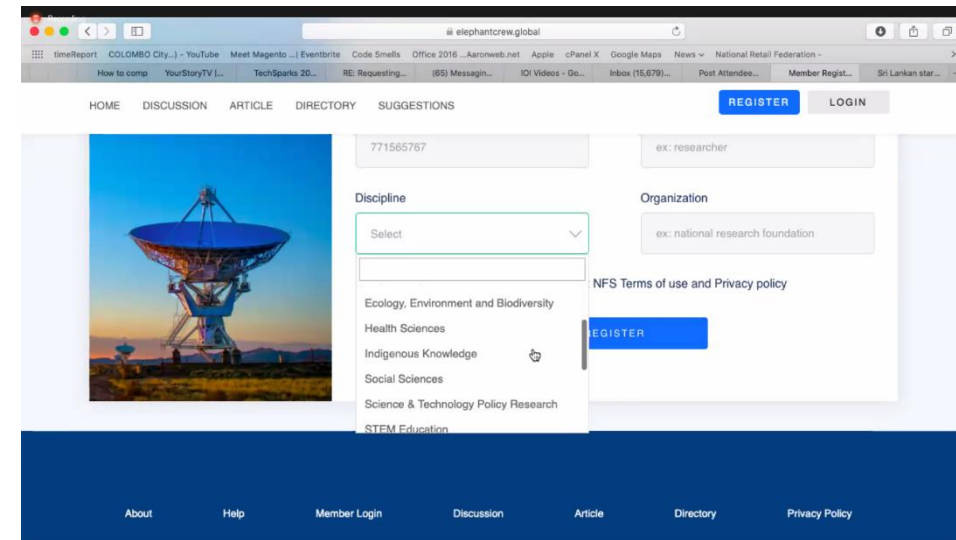 elephantcrew.global
timeReport COLOMBO City...) - YouTube Meet Magento ...| Eventbrite Code Smells Office 2016 ...Aaronweb.net Apple cPanel X Google Maps News National Retail Federation -
How to comp YourStoryTV |... TechSparks 20... RE: Requesting... (65) Messagin... IOI Videos - Go... Inbox (15,679)... Post Attendee... Member Regist... Sri Lankan star...
HOME DISCUSSION ARTICLE DIRECTORY SUGGESTIONS REGISTER LOGIN
771565767 ex: researcher
Discipline Organization
Select ex: national research foundation
NFS Terms of use and Privacy policy
Ecology, Environment and Biodiversity
Health Sciences
EGISTER
Indigenous Knowledge
Social Sciences
Science & Technology Policy Research
STEM Education
About Help Member Login Discussion Article Directory Privacy Policy